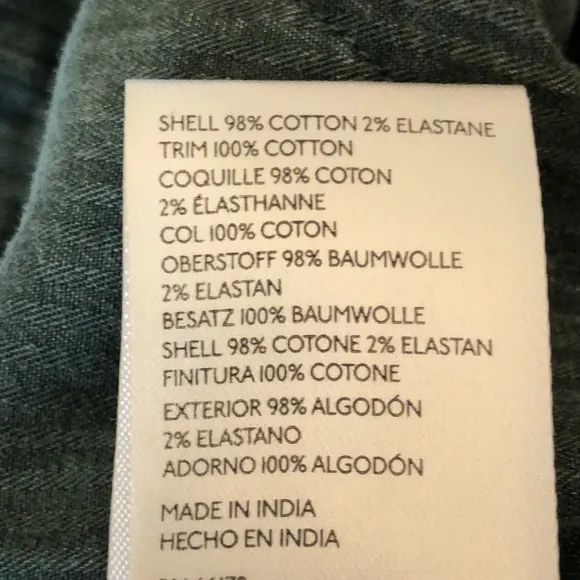 SHELL 98% COTTON 2% ELASTANE
TRIM 100% COTTON
COQUILLE 98% COTON
2% ÉLASTHANNE
COL 100% COTON
OBERSTOFF 98% BAUMWOLLE
2% ELASTAN
BESATZ 100% BAUMWOLLE
SHELL 98% COTONE 2% ELASTAN
FINITURA 100% COTONE
EXTERIOR 98% ALGODÓN
2% ELASTANO
ADORNO 100% ALGODÓN
MADE IN INDIA
HECHO EN INDIA